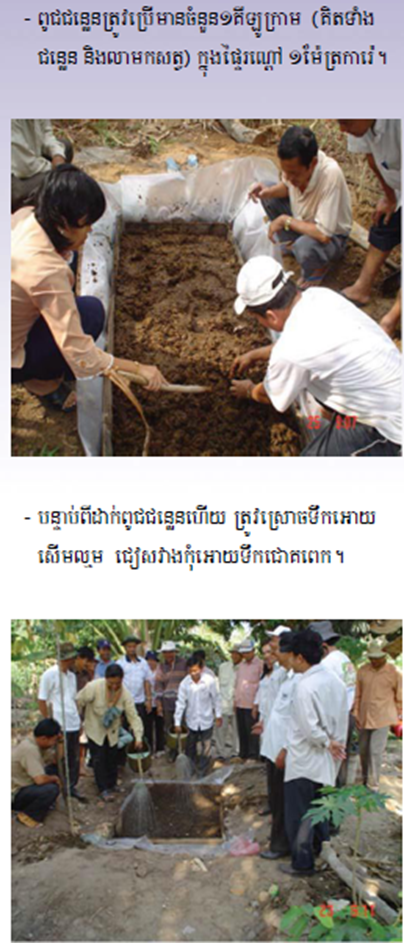 - ពូជជន្លេនត្រូវប្រើមានចំនួន១គីឡូក្រាម (គិតទាំង
ជន្លេន និងលាមកសត្វ) ក្នុងផ្ទៃរណ្តៅ ១ម៉ែត្រការ៉េ។
- បន្ទាប់ពីដាក់ពូជជន្លេនហើយ ត្រូវស្រោចទឹកអោយ
សើមល្មម ជៀសវាងកុំអោយទឹកជោគពេក។